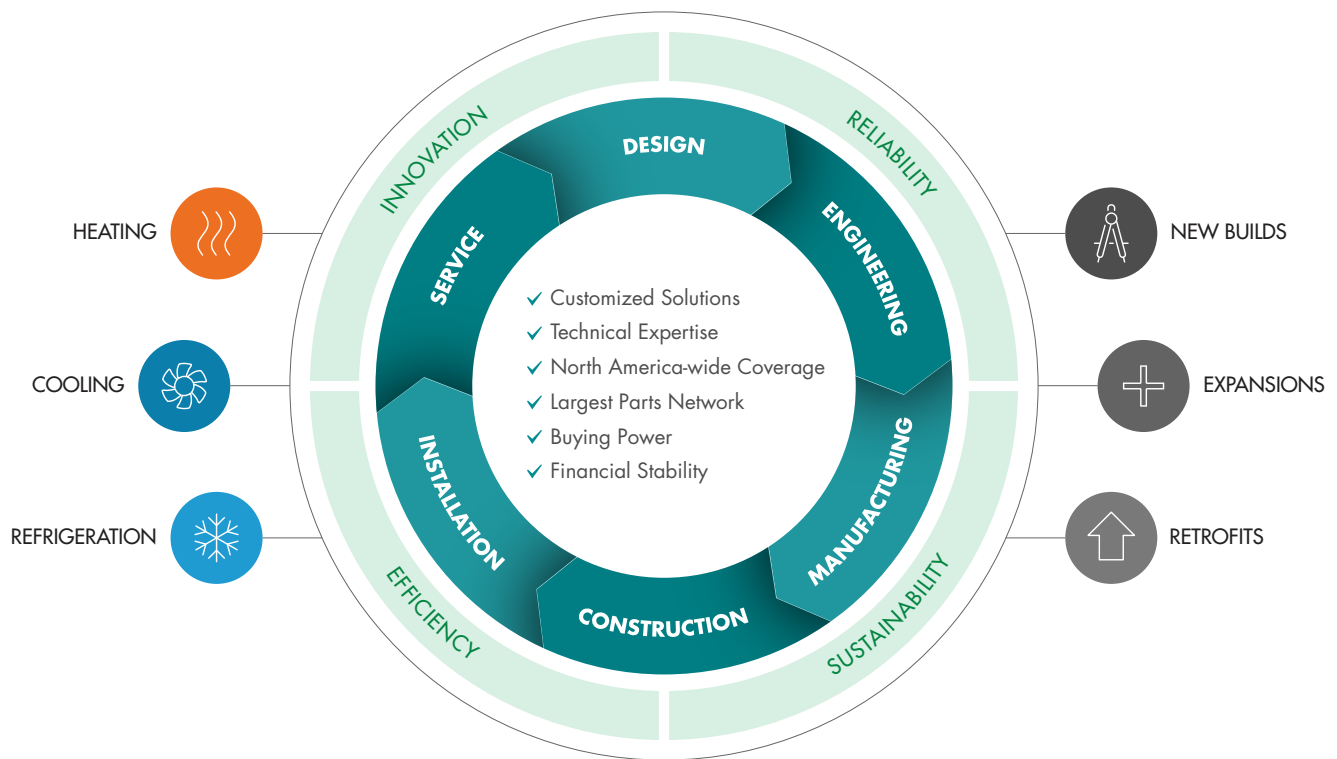 INNOVATION
RELIABILITY
DESIGN
ENGINEERING
SERVICE
HEATING
NEW BUILDS
Customized Solutions
Technical Expertise
North America-wide Coverage
Largest Parts Network
Buying Power
Financial Stability
COOLING
EXPANSIONS
INSTALLATION
MANUFACTURING
REFRIGERATION
RETROFITS
CONSTRUCTION
EFFICIENCY
SUSTAINABILITY